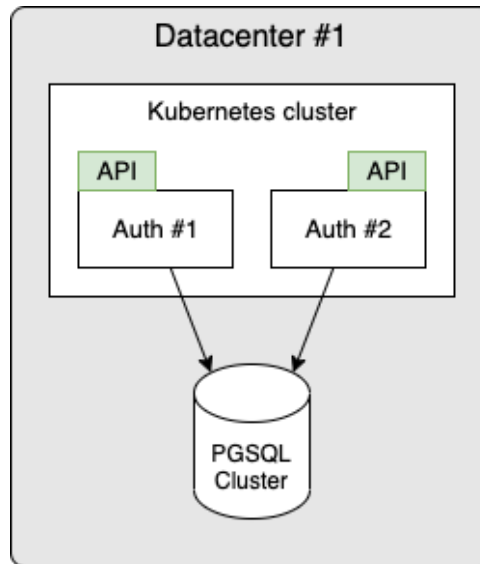 Datacenter #1
Kubernetes cluster
API
API
Auth #1
Auth #2
PGSQL
Cluster